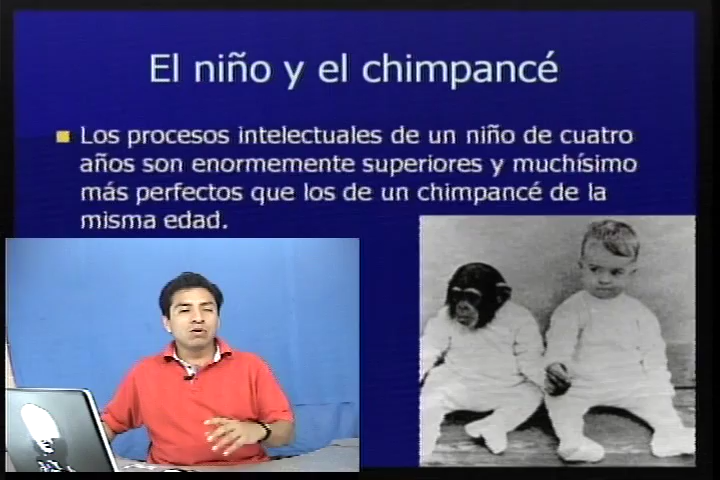 El niño y el chimpancé
Los procesos intelectuales de un niño de cuatro
años son enormemente superiores y muchísimo
más perfectos que los de un chimpancé de la
misma edad.